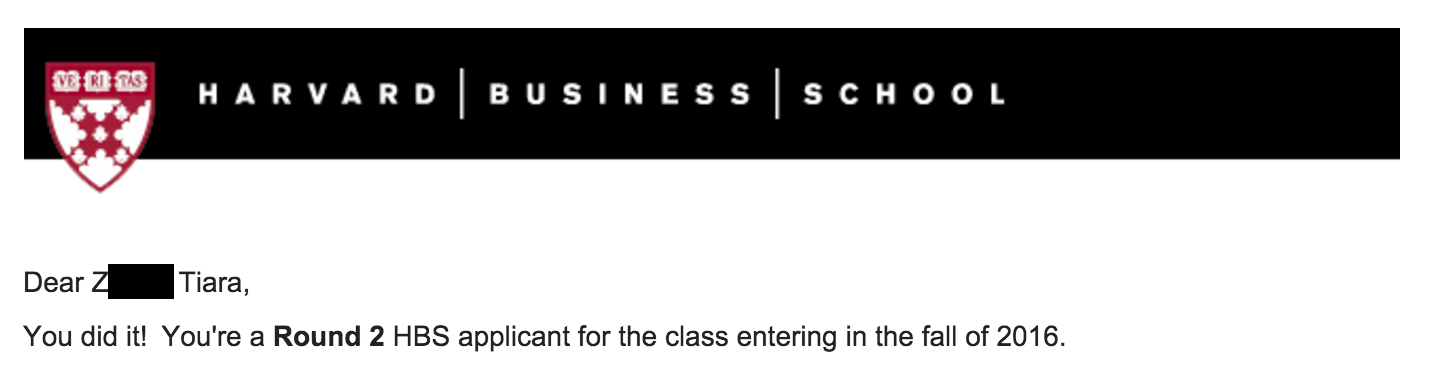 VE RI TAS
HARVARD | BUSINESS | SCHOOL
Dear Z Tiara,
You did it! You're a Round 2 HBS applicant for the class entering in the fall of 2016.